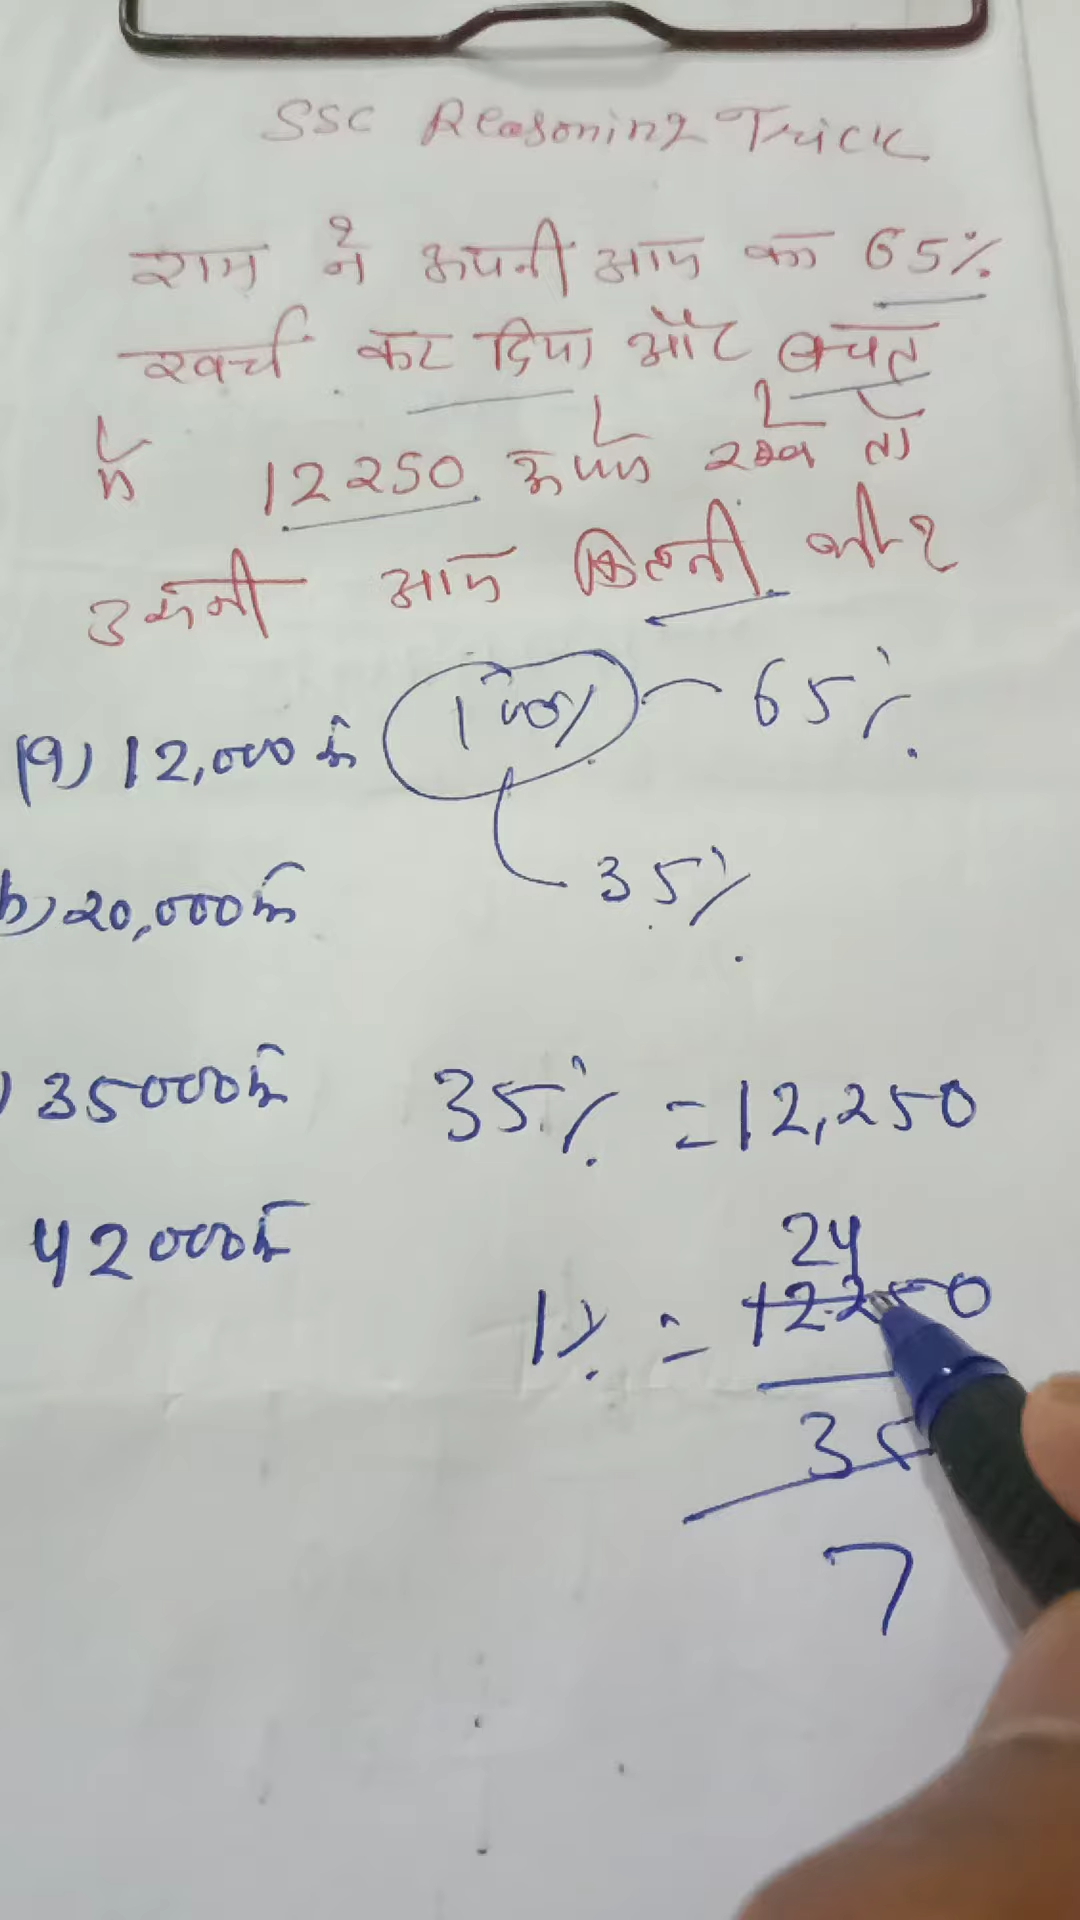 SSC Reasoning Trick
राम ने अपनी आय का 65%
खर्च कर दिया और बचत
में 12250 रूपये रखे तो
उसकी आय कितनी थी?
100% 65%
(a) 12,000 रु
35%
b) 20,000 रु
) 35000 रु 35% = 12,250
42000 रु
24
1% = 12250
35
7